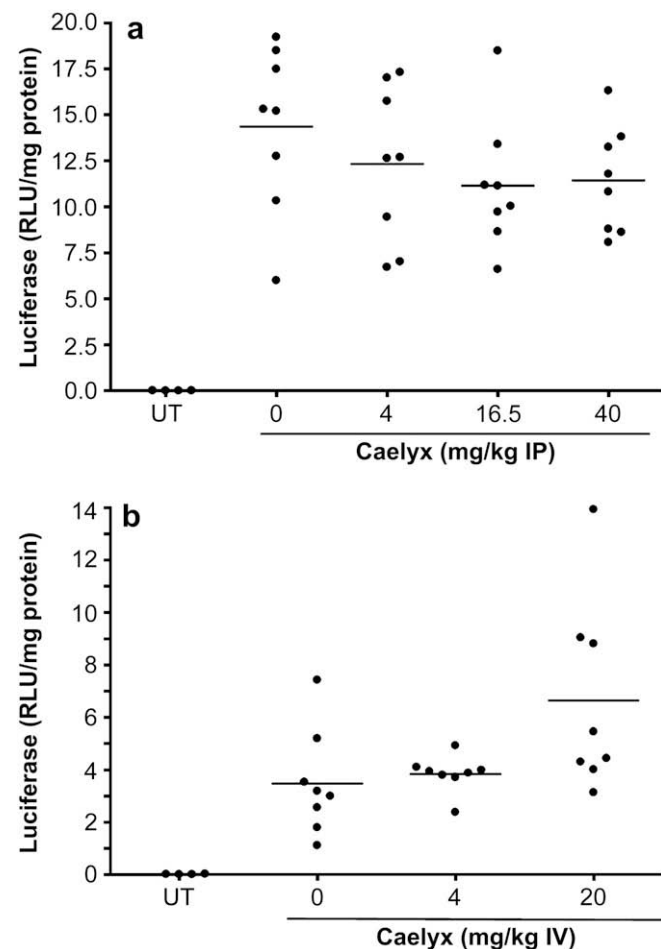 a
Luciferase (RLU/mg protein)
20.0
17.5
15.0
12.5
10.0
7.5
5.0
2.5
0.0
UT 0 4 16.5 40
Caelyx (mg/kg IP)
b
Luciferase (RLU/mg protein)
14
12
10
8
6
4
2
0
UT 0 4 20
Caelyx (mg/kg IV)